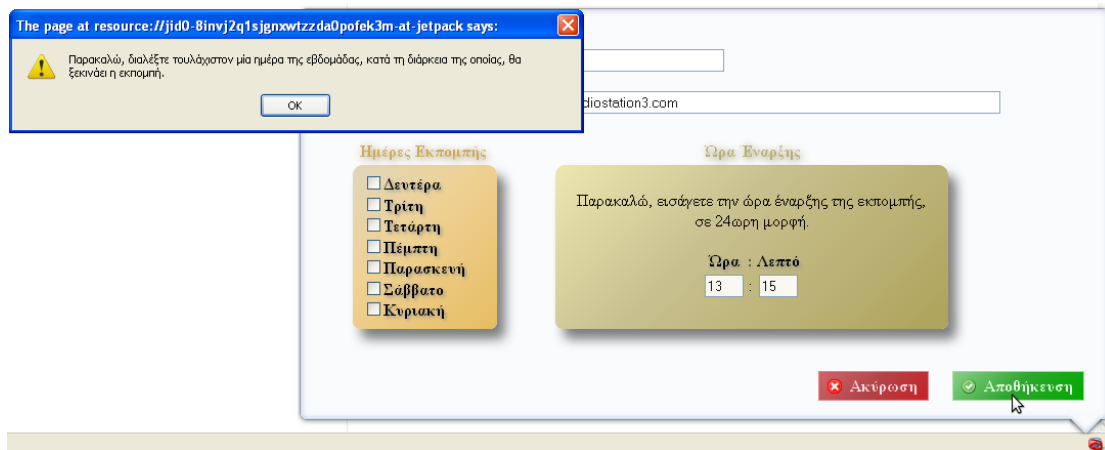 The page at resource://jid0-8invj2q1sjgnxwtzzda0pofek3m-at-jetpack says:
Παρακαλώ, διαλέξτε τουλάχιστον μία ημέρα της εβδομάδας, κατά τη διάρκεια της οποίας, θα
ξεκινάει η εκπομπή.
OK
diostation3.com
Ημέρες Εκπομπής
Δευτέρα
Τρίτη
Τετάρτη
Πέμπτη
Παρασκευή
Σάββατο
Κυριακή
Ώρα Έναρξης
Παρακαλώ, εισάγετε την ώρα έναρξης της εκπομπής,
σε 24ωρη μορφή.
Ώρα : Λεπτό
13 : 15
Ακύρωση
Αποθήκευση